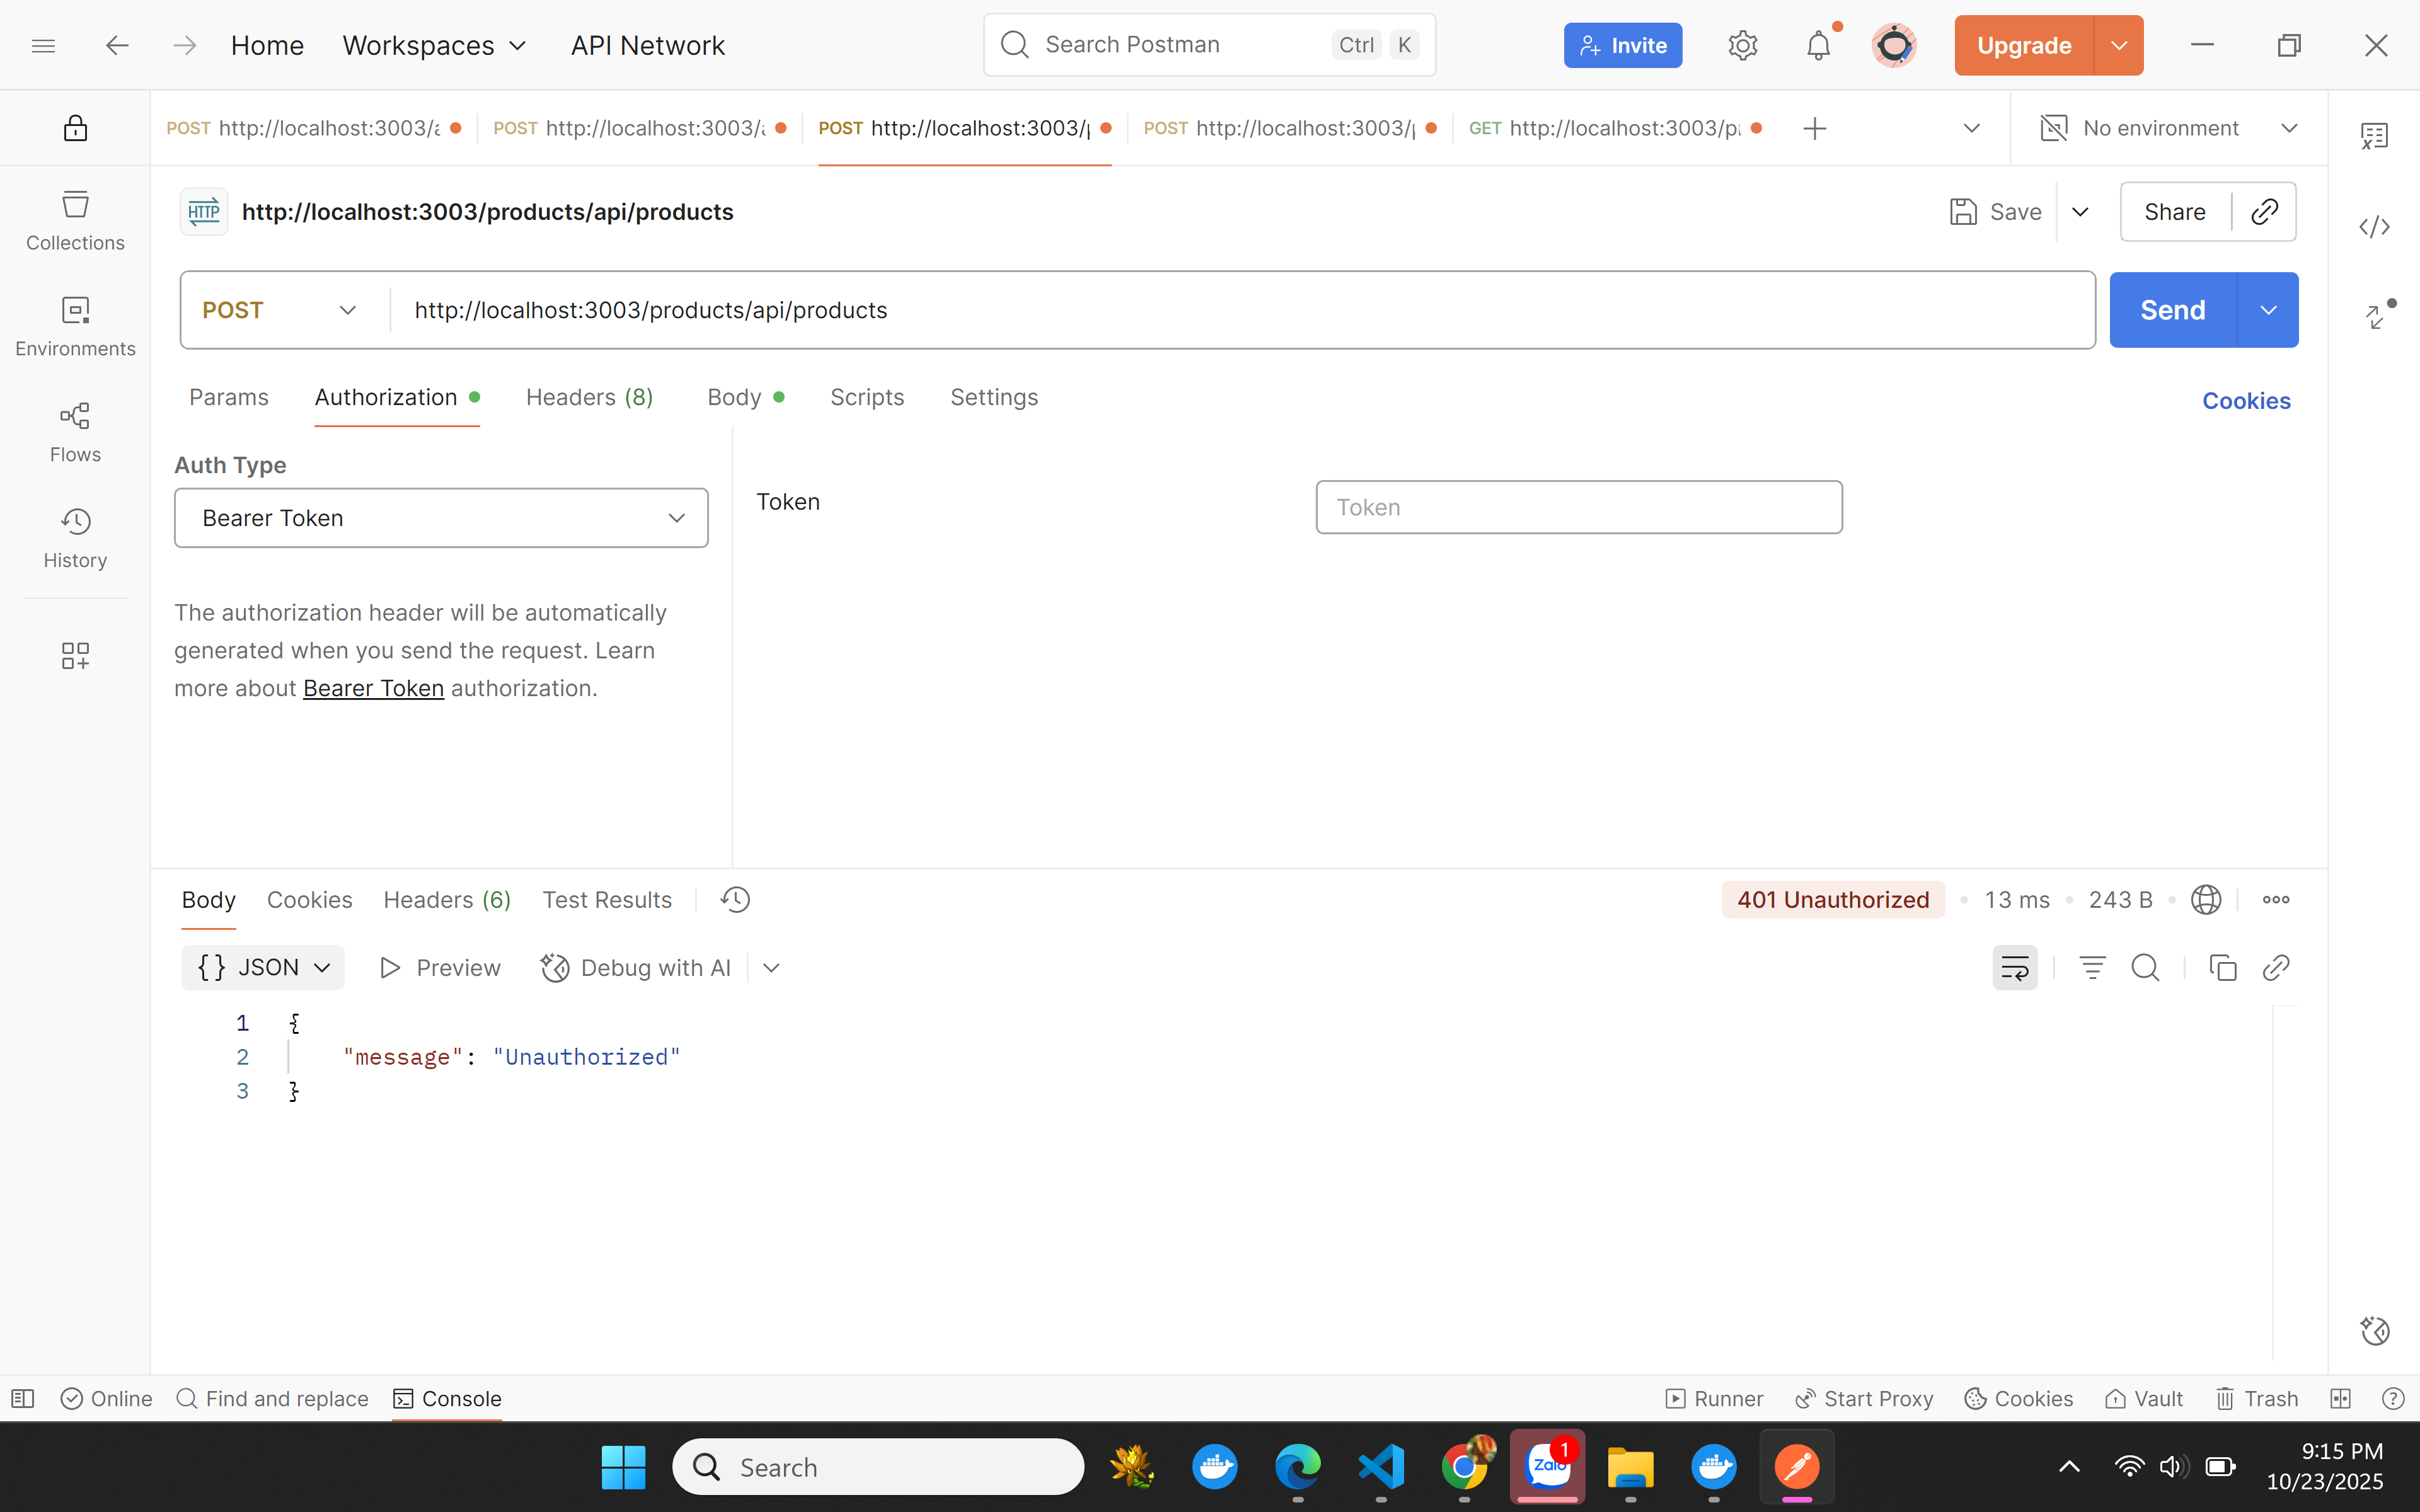 Home Workspaces API Network Search Postman Ctrl K Invite Upgrade
POST http://localhost:3003/a POST http://localhost:3003/a POST http://localhost:3003/p POST http://localhost:3003/p GET http://localhost:3003/pr No environment
HTTP http://localhost:3003/products/api/products Save Share
POST http://localhost:3003/products/api/products Send
Params Authorization Headers (8) Body Scripts Settings Cookies
Collections
Environments
Flows
History
Auth Type
Bearer Token
Token Token
The authorization header will be automatically
generated when you send the request. Learn
more about Bearer Token authorization.
Body Cookies Headers (6) Test Results 401 Unauthorized 13 ms 243 B
{} JSON Preview Debug with AI
1 {
2 "message": "Unauthorized"
3 }
Online Find and replace Console Runner Start Proxy Cookies Vault Trash
Search Zalo 1
9:15 PM
10/23/2025